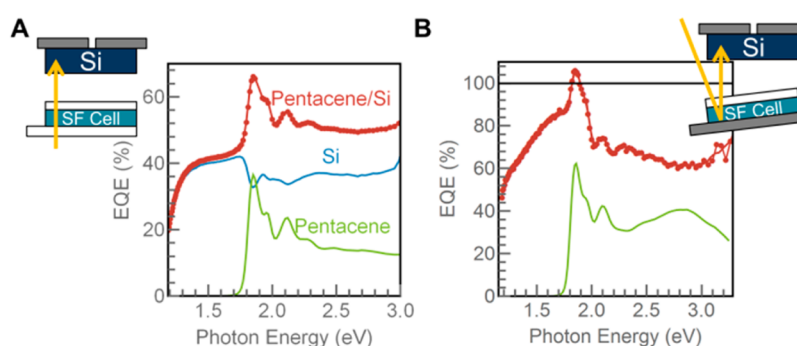 A
Si
SF Cell
EQE (%)
60
40
20
0
Pentacene/Si
Si
Pentacene
1.5
2.0
2.5
3.0
Photon Energy (eV)
B
Si
SF Cell
EQE (%)
100
80
60
40
20
0
1.5
2.0
2.5
3.0
Photon Energy (eV)